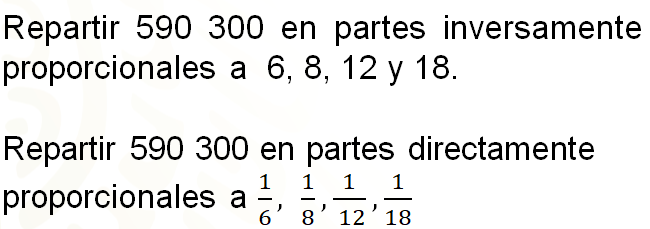 Repartir 590 300 en partes inversamente
proporcionales a 6, 8, 12 y 18.
Repartir 590 300 en partes directamente
proporcionales a 1/6, 1/8, 1/12, 1/18